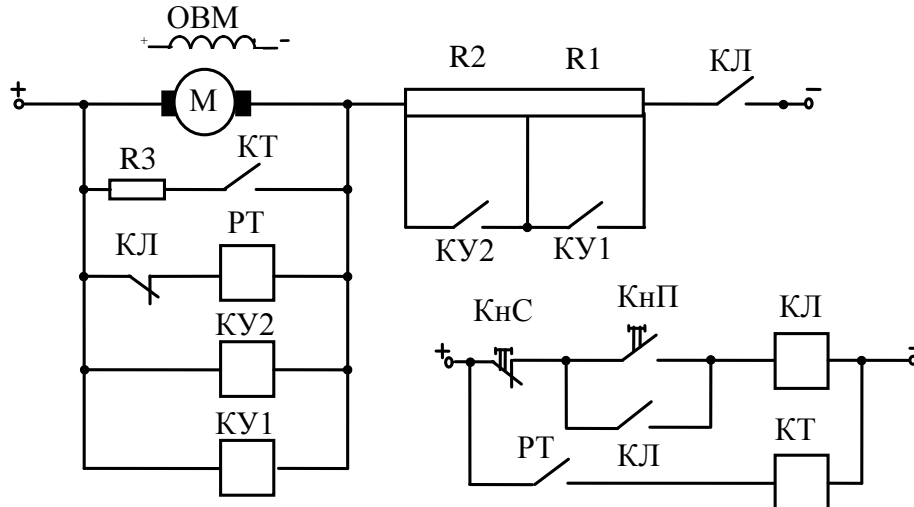 ОВМ
+ −
R2 R1 КЛ
+ М −
R3 КТ
КЛ РТ
КУ2 КУ1
КнС КнП КЛ
КУ2
+ −
КУ1
РТ КЛ КТ